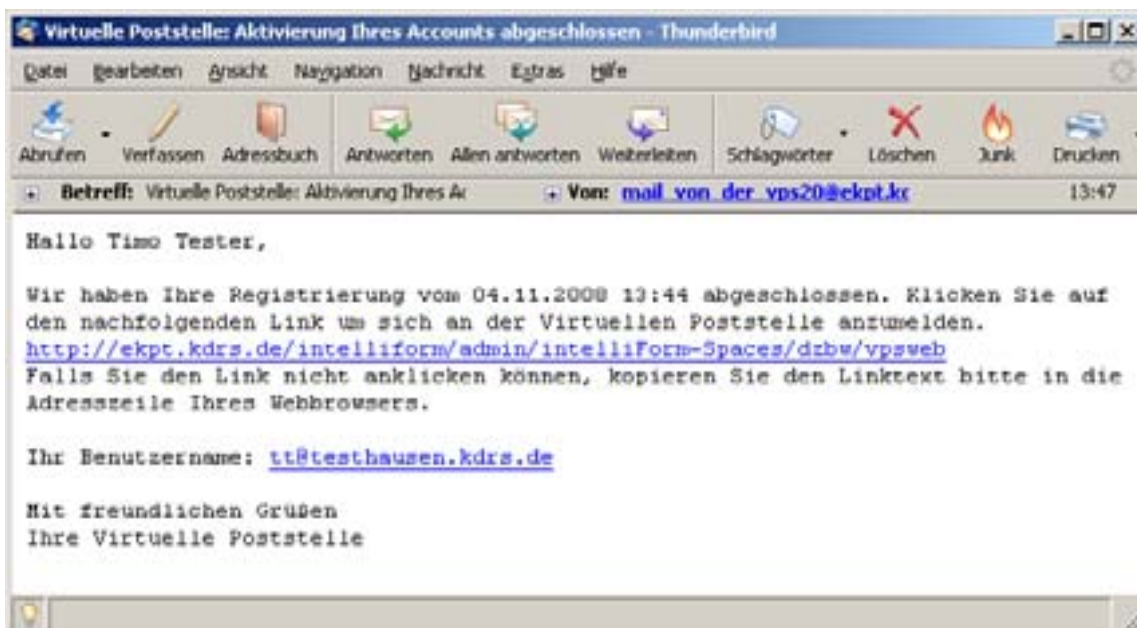 Virtuelle Poststelle: Aktivierung Ihres Accounts abgeschlossen - Thunderbird
Datei Bearbeiten Ansicht Navigation Nachricht Extras Hilfe
Abrufen Verfassen Adressbuch Antworten Allen antworten Weiterleiten Schlagwörter Löschen Junk Drucken
Betreff: Virtuelle Poststelle: Aktivierung Ihres Ac Von: mail_von_der_vps20@ekpt.kc 13:47
Hallo Timo Tester,
Wir haben Ihre Registrierung vom 04.11.2008 13:44 abgeschlossen. Klicken Sie auf
den nachfolgenden Link um sich an der Virtuellen Poststelle anzumelden.
http://ekpt.kdrs.de/intelliform/admin/intelliForm-Spaces/dzbw/vpsweb
Falls Sie den Link nicht anklicken können, kopieren Sie den Linktext bitte in die
Adresszeile Ihres Webbrowsers.
Ihr Benutzername: tt@testhausen.kdrs.de
Mit freundlichen Grüßen
Ihre Virtuelle Poststelle